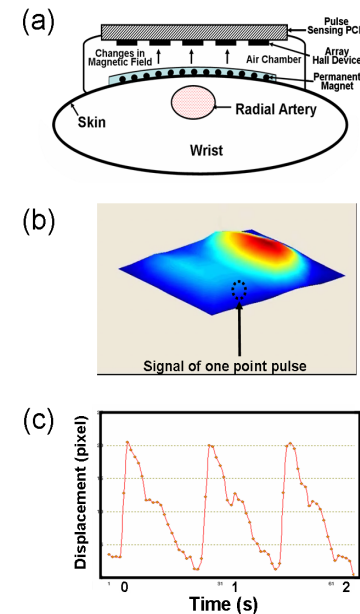 (a)
Pulse
Sensing PCB
Changes in
Magnetic Field
Air Chamber
Array
Hall Device
Permanent
Magnet
Skin
Radial Artery
Wrist
(b)
Signal of one point pulse
(c)
Displacement (pixel)
0
1
2
Time (s)